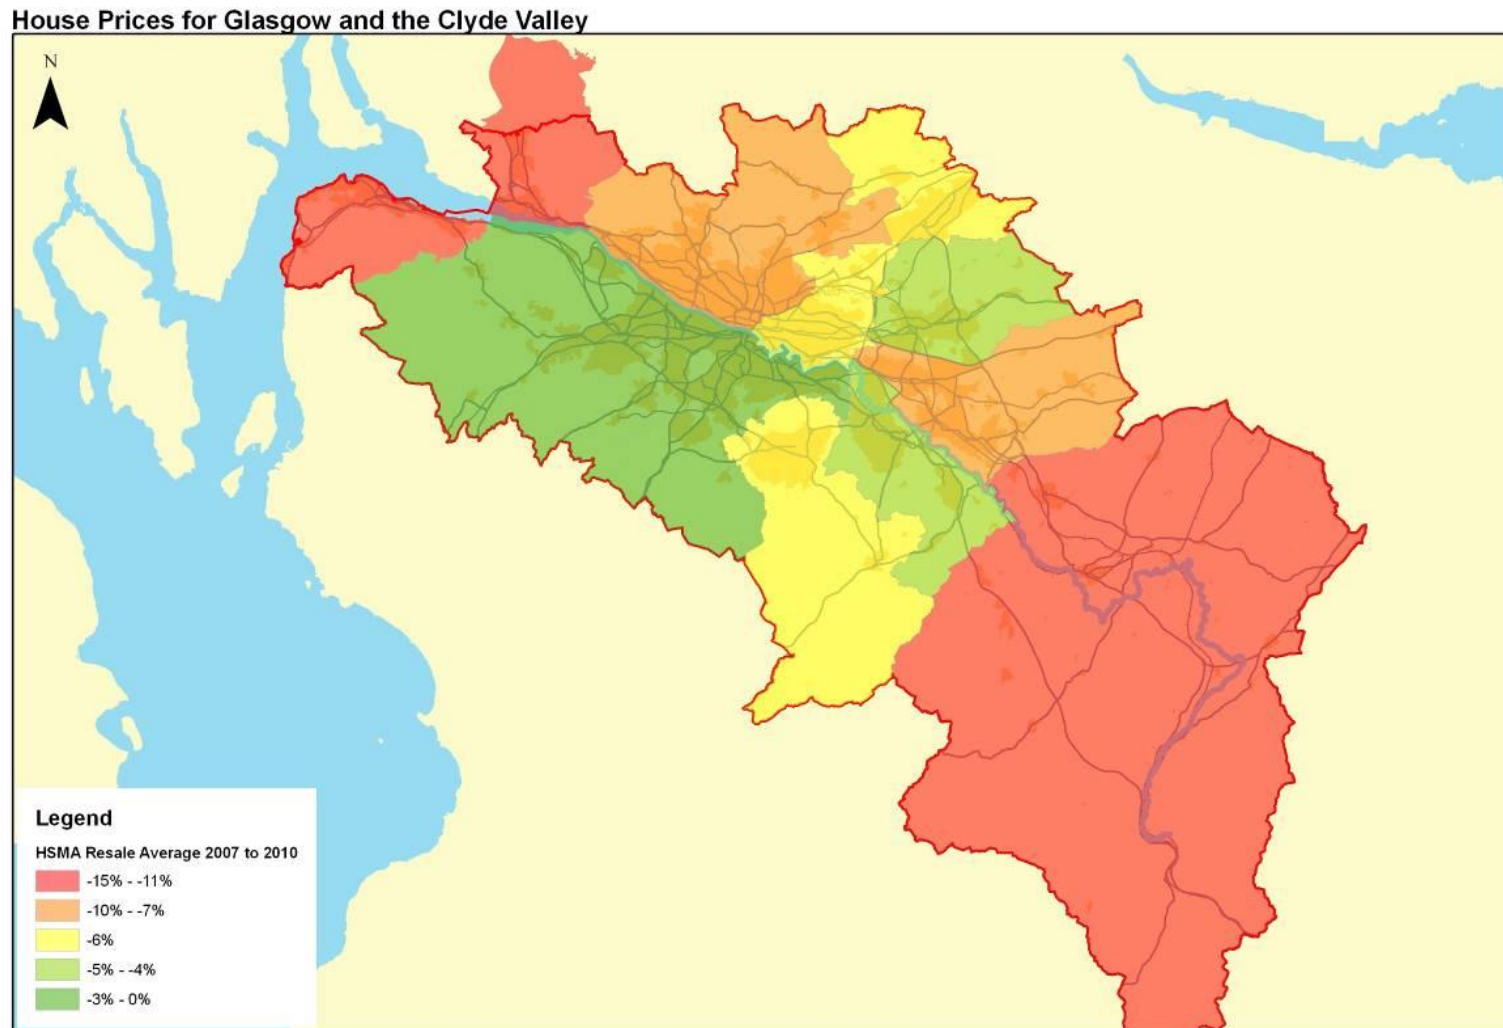 House Prices for Glasgow and the Clyde Valley
N
Legend
HSMA Resale Average 2007 to 2010
-15% - -11%
-10% - -7%
-6%
-5% - -4%
-3% - 0%